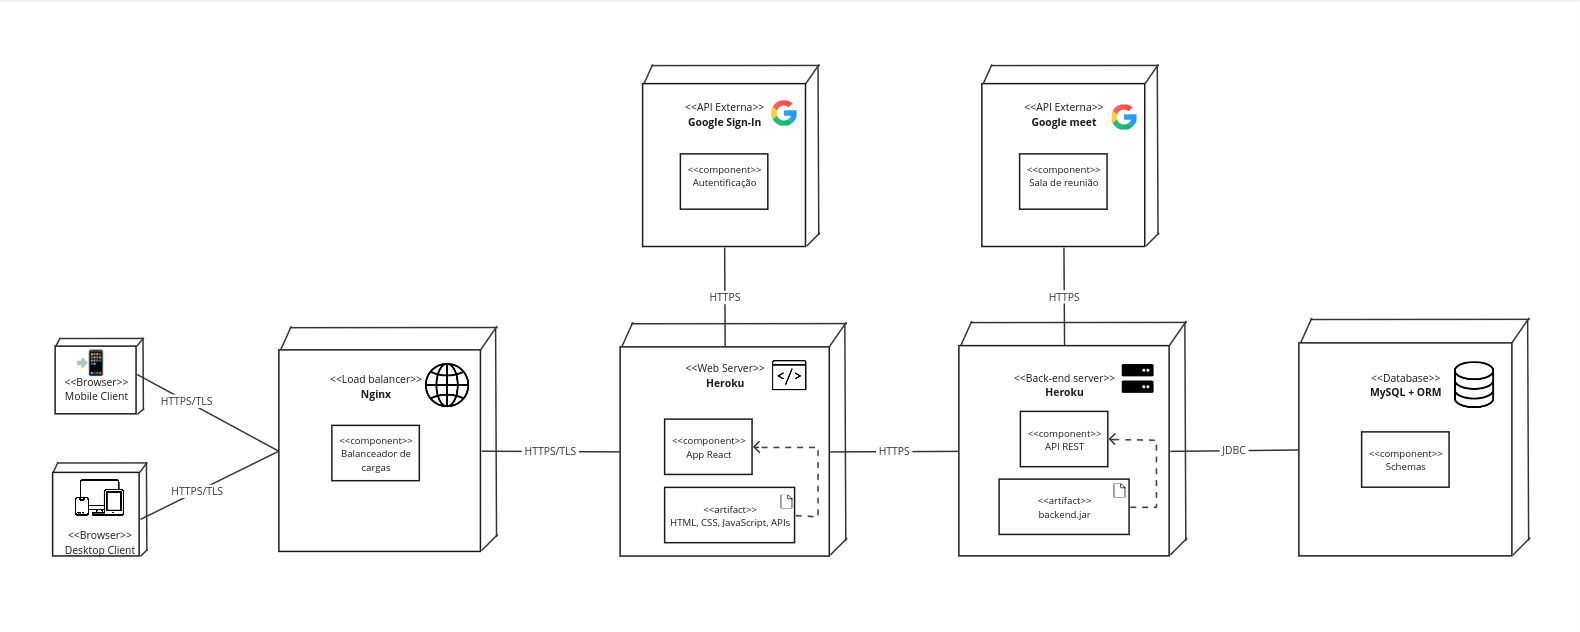 <<API Externa>>
Google Sign-In
<<component>>
Autentificação
<<API Externa>>
Google meet
<<component>>
Sala de reunião
HTTPS
HTTPS
<<Browser>>
Mobile Client
HTTPS/TLS
<<Browser>>
Desktop Client
HTTPS/TLS
<<Load balancer>>
Nginx
<<component>>
Balanceador de
cargas
HTTPS/TLS
<<Web Server>>
Heroku
</>
<<component>>
App React
<<artifact>>
HTML, CSS, JavaScript, APIs
HTTPS
<<Back-end server>>
Heroku
<<component>>
API REST
<<artifact>>
backend.jar
JDBC
<<Database>>
MySQL + ORM
<<component>>
Schemas